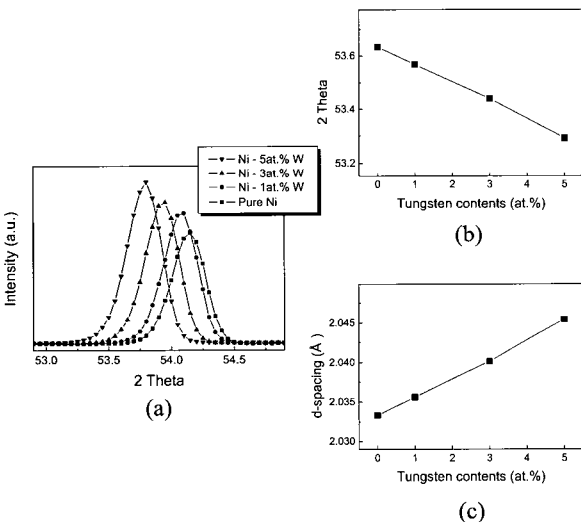 Ni - 5at.% W
Ni - 3at.% W
Ni - 1at.% W
Pure Ni
Intensity (a.u.)
53.0 53.5 54.0 54.5
2 Theta
(a)
53.8
53.6
53.4
53.2
2 Theta
0 1 2 3 4 5
Tungsten contents (at.%)
(b)
2.045
2.040
2.035
2.030
d-spacing (Å)
0 1 2 3 4 5
Tungsten contents (at.%)
(c)